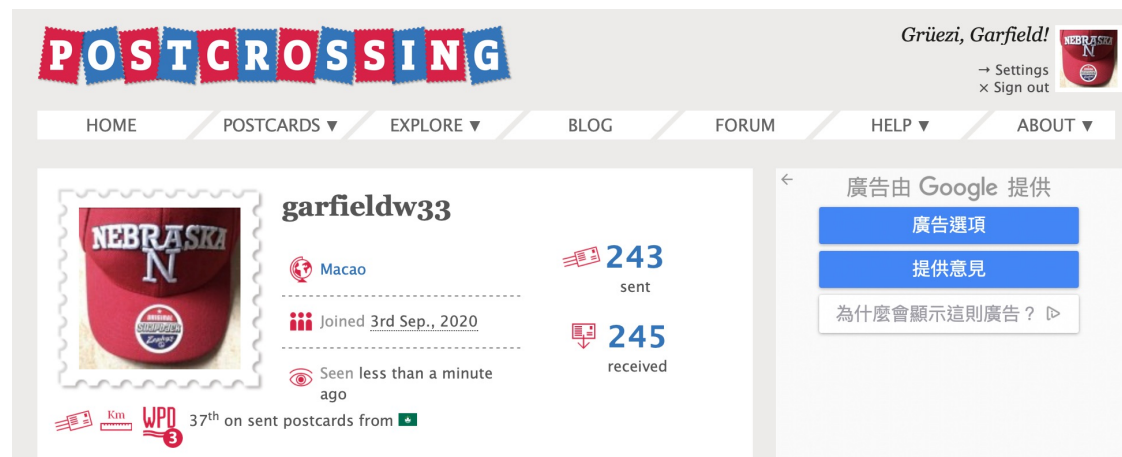 POSTCROSSING
Grüezi, Garfield!
NEBRASKA
N
→ Settings
× Sign out
HOME
POSTCARDS ▼
EXPLORE ▼
BLOG
FORUM
HELP ▼
ABOUT ▼
NEBRASKA
N
ORIGINAL
garfieldw33
Macao
Joined 3rd Sep., 2020
Seen less than a minute
ago
243
sent
245
received
Km
WPD
3
37th on sent postcards from
廣告由 Google 提供
廣告選項
提供意見
為什麼會顯示這則廣告？